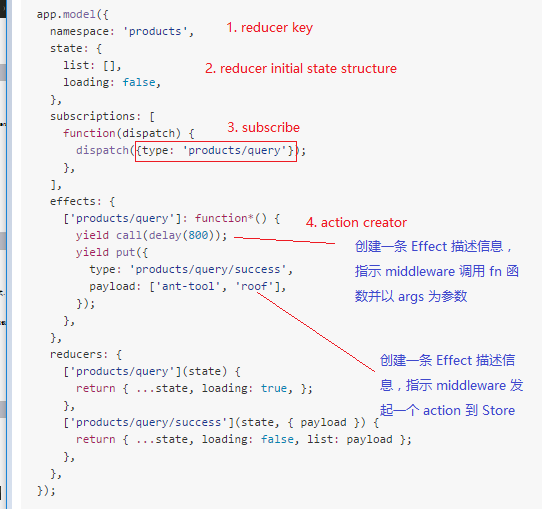 app.model({
namespace: 'products',
1. reducer key
state: {
list: [],
2. reducer initial state structure
loading: false,
},
subscriptions: [
3. subscribe
function(dispatch) {
dispatch({type: 'products/query'});
},
],
effects: {
4. action creator
['products/query']: function*() {
yield call(delay(800));
创建一条 Effect 描述信息，
指示 middleware 调用 fn 函
数并以 args 为参数
yield put({
type: 'products/query/success',
payload: ['ant-tool', 'roof'],
});
},
},
创建一条 Effect 描述信
息，指示 middleware 发
起一个 action 到 Store
reducers: {
['products/query'](state) {
return { ...state, loading: true, };
},
['products/query/success'](state, { payload }) {
return { ...state, loading: false, list: payload };
},
},
});